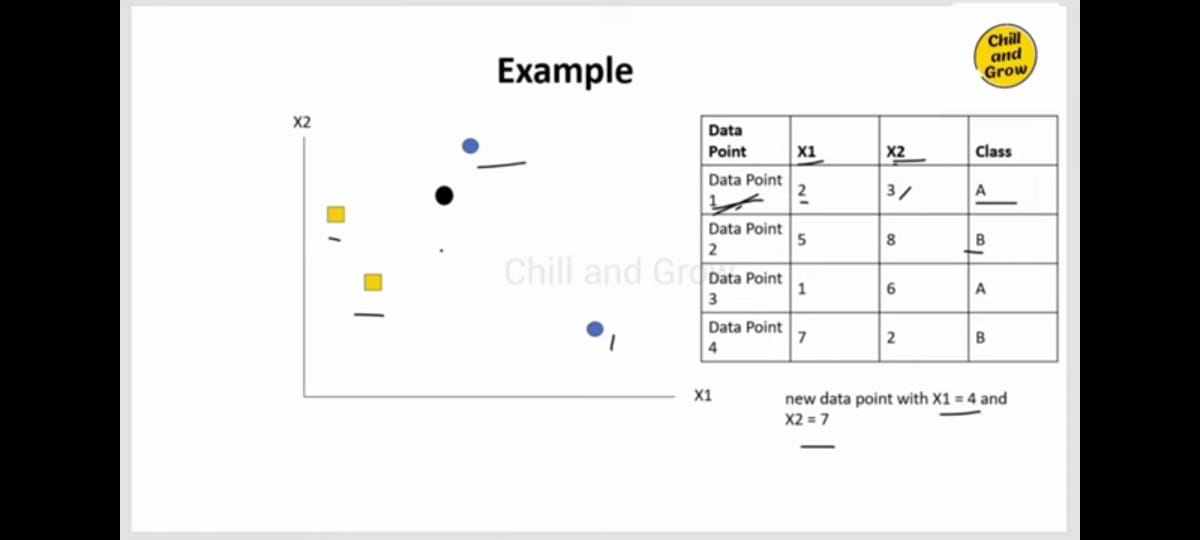 Example
Chill
and
Grow
X2
X1
Chill and Grow
Data
Point
X1
X2
Class
Data Point
1
2
3
A
Data Point
2
5
8
B
Data Point
3
1
6
A
Data Point
4
7
2
B
new data point with X1 = 4 and
X2 = 7